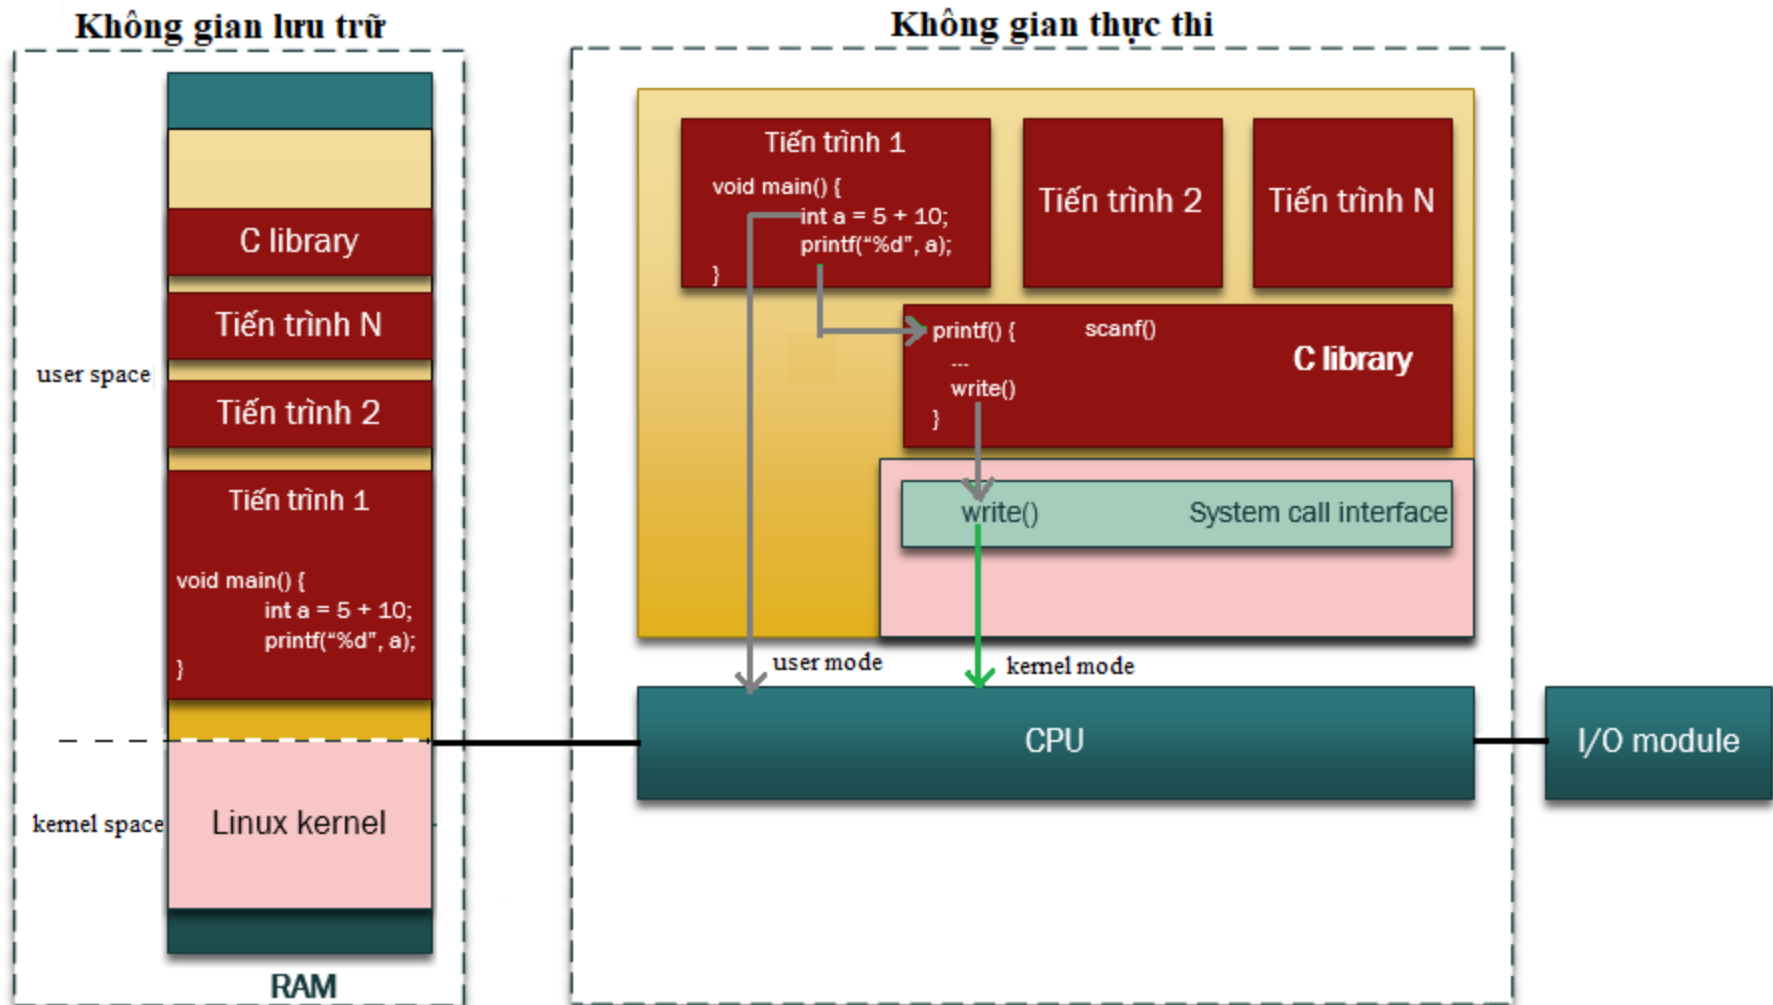 Không gian lưu trữ
C library
Tiến trình N
user space
Tiến trình 2
Tiến trình 1
void main() {
int a = 5 + 10;
printf("%d", a);
}
kernel space
Linux kernel
RAM
Không gian thực thi
Tiến trình 1
void main() {
int a = 5 + 10;
printf("%d", a);
}
Tiến trình 2
Tiến trình N
printf() {
scanf()
...
write()
}
C library
write()
System call interface
user mode
kernel mode
CPU
I/O module